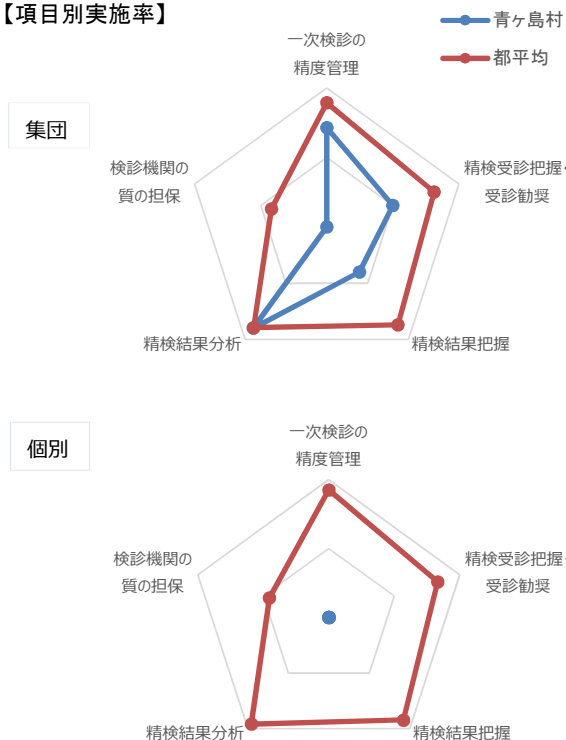 【項目別実施率】
青ヶ島村
都平均
集団
一次検診の
精度管理
精検受診把握・
受診勧奨
精検結果把握
精検結果分析
検診機関の
質の担保
個別
一次検診の
精度管理
精検受診把握・
受診勧奨
精検結果把握
精検結果分析
検診機関の
質の担保